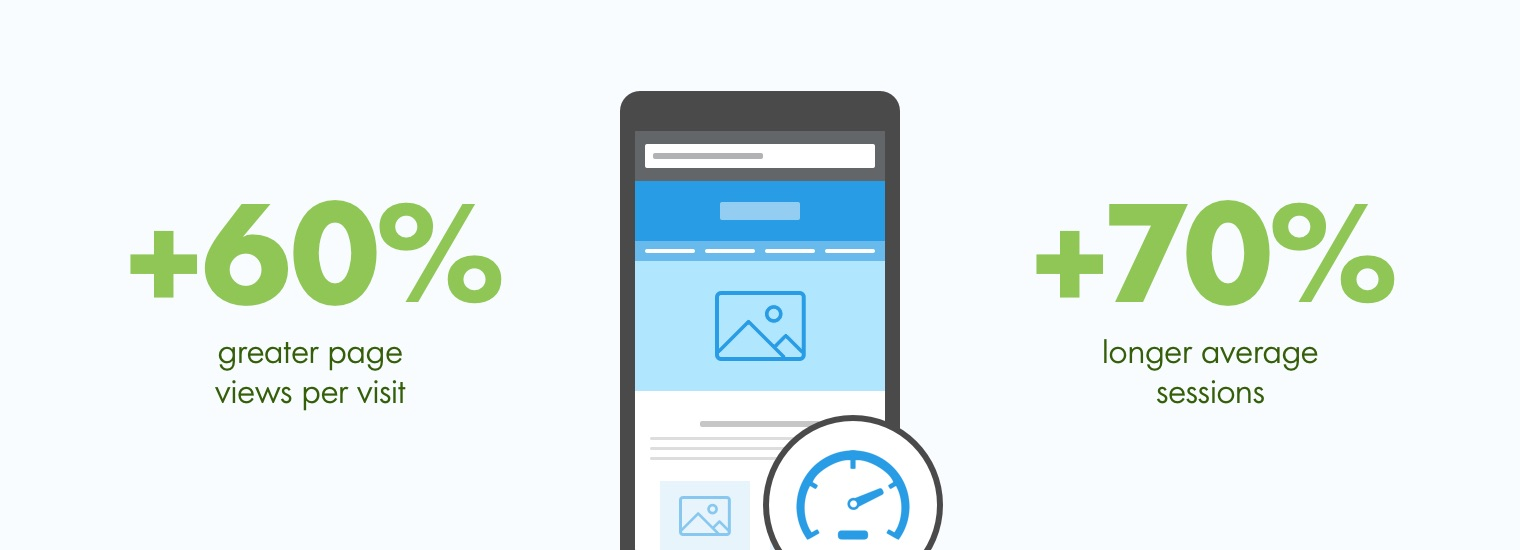 +60%
greater page
views per visit
+70%
longer average
sessions